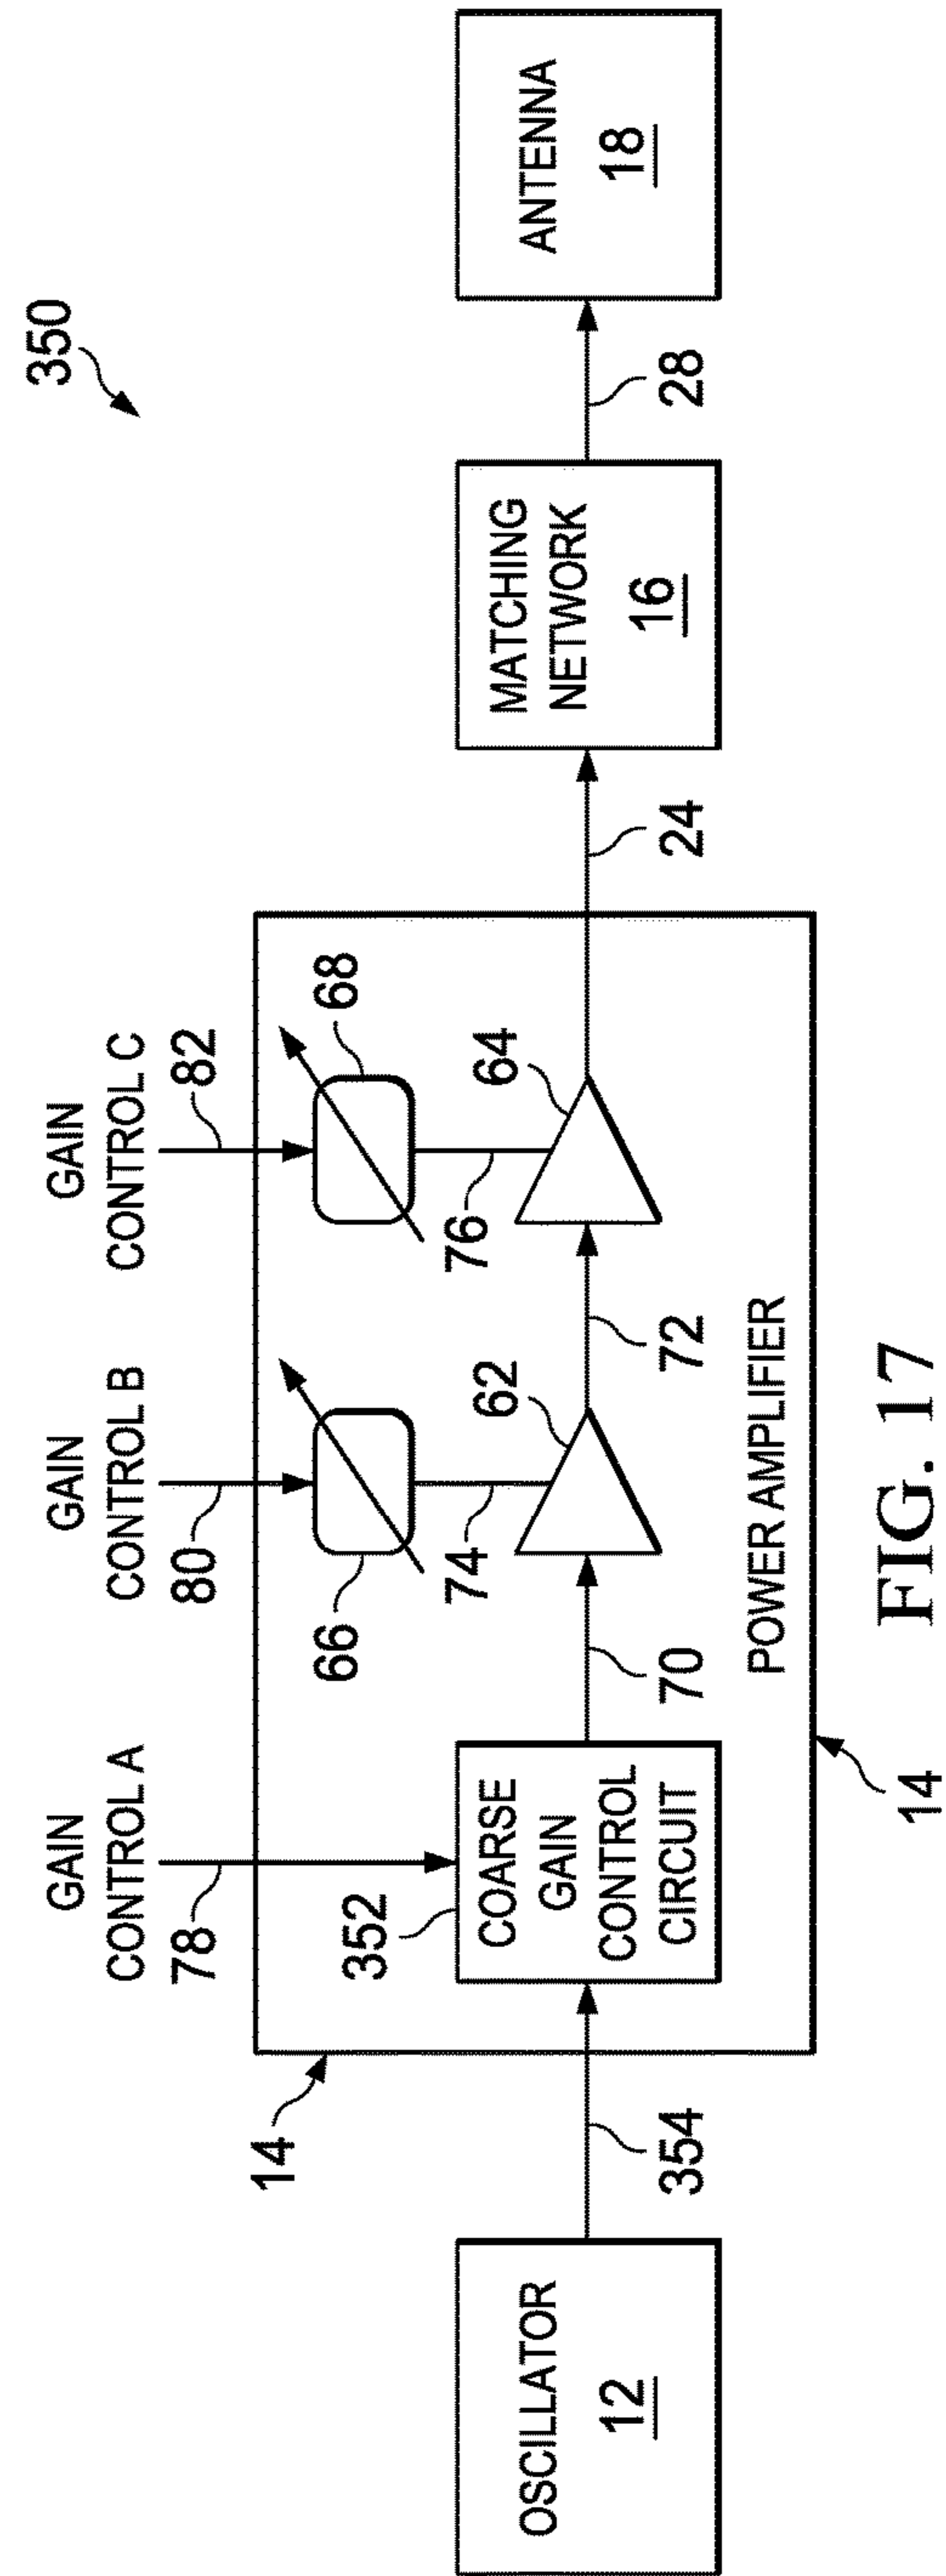 350
GAIN
CONTROL A
78
GAIN
CONTROL B
80
GAIN
CONTROL C
82
14
352
66
68
74
62
76
64
OSCILLATOR
12
354
COARSE
GAIN
CONTROL
CIRCUIT
70
72
24
MATCHING
NETWORK
16
28
ANTENNA
18
POWER AMPLIFIER
14
FIG. 17